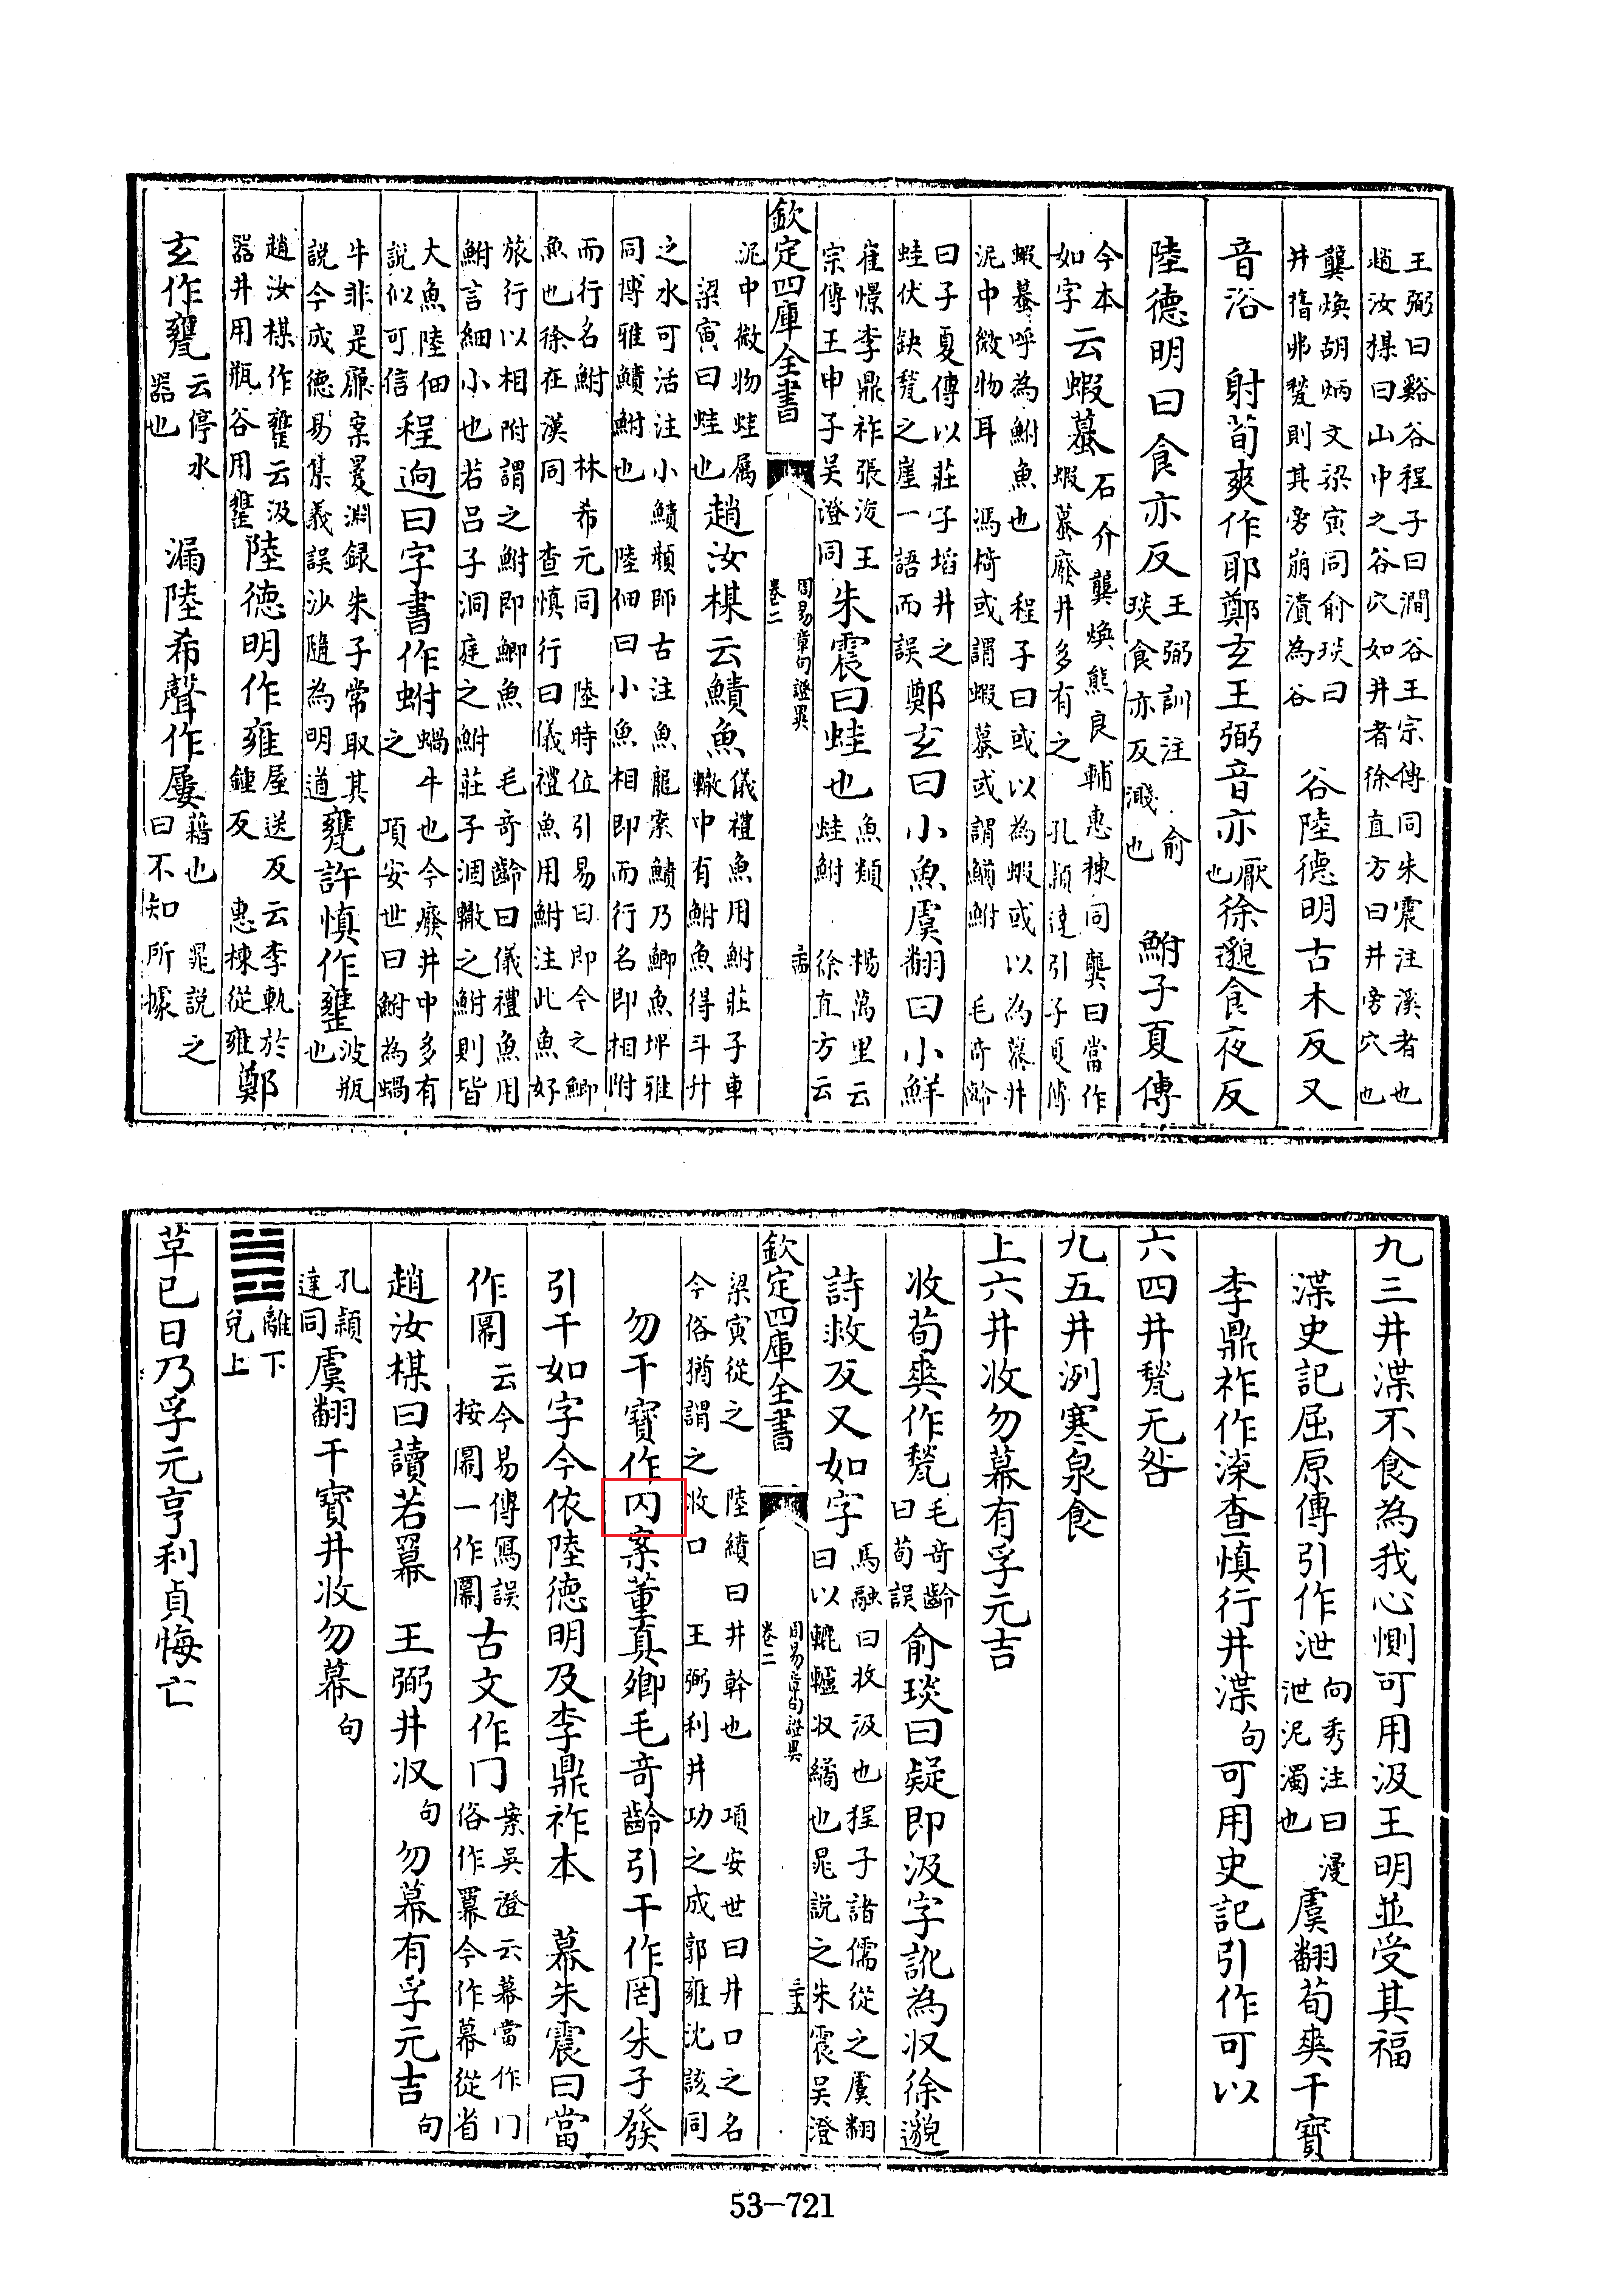 王弼曰谿谷程子曰澗谷王宗傳同朱震注溪者也
趙汝楳曰山中之谷穴如井者徐直方曰井旁穴也
龔煥胡炳文梁寅同俞琰曰
井脩非甃則其旁崩潰為谷　谷陸德明古木反又
音浴　射荀爽作耶鄭玄王弼音亦厭也徐邈食夜反
陸德明曰食亦反王弼訓注　俞琰食亦反濺也　鮒子夏傳
今本如字云蝦蟇石介龔煥熊良輔惠棟同龔曰當作
蝦蟇廢井多有之　孔穎達引子夏傳
蝦蟇呼為鮒魚也　程子曰或以為蝦或以為蟇井
泥中微物耳　馮椅或謂蝦蟇或謂鰌鮒　毛奇齡
曰子夏傳以莊子埳井之
蛙伏缺甃之崖一語而誤鄭玄曰小魚虞翻曰小鮮
崔憬李鼎祚張浚王
宗傳王申子吳澄同朱震曰蛙也魚類　楊萬里云
蛙鮒　徐直方云
欽定四庫全書　周易章句證異　卷二
泥中微物蛙屬
梁寅曰蛙也趙汝楳云鰿魚儀禮魚用鮒莊子車
轍中有鮒魚得斗升
之水可活注小鰿顏師古注魚龍案鰿乃鯽魚埤雅
同博雅鰿鮒也　陸佃曰小魚相即而行名即相附
而行名鮒　林希元同　陸時位引易曰即今之鯽
魚也徐在漢同　查慎行曰儀禮魚用鮒注此魚好
旅行以相附謂之鮒即鯽魚　毛奇齡曰儀禮魚用
鮒言細小也若呂子洞庭之鮒莊子涸轍之鮒則皆
大魚陸佃
說似可信程迥曰字書作蚹蝸牛也今廢井中多有
之　項安世曰鮒為蝸
牛非是廉案晏淵録朱子常取其
說今成德易集義誤沙隨為明道甕許慎作罋汲瓶也
趙汝楳作罋云汲
器井用瓶谷用罋陸德明作雍屋送反云李軌於
鍾反　惠棟從雍鄭
玄作甕云停水器也　漏陸希聲作屢藉也　晁說之
曰不知所據
九三井渫不食為我心惻可用汲王明並受其福
渫史記屈原傳引作泄向秀注曰
泄泥濁也　漫虞翻荀爽干寶
李鼎祚作深查慎行井渫句可用史記引作可以
六四井甃无咎
九五井洌寒泉食
上六井收勿幕有孚元吉
收荀爽作甃毛奇齡曰荀誤俞琰曰疑即汲字訛為収徐邈
詩救反又如字馬融曰收汲也程子諸儒從之虞翻
曰以轆轤収繘也晁說之朱震吳澄
欽定四庫全書　周易章句證異　卷二
梁寅從之　陸績曰井幹也　項安世曰井口之名
今俗猶謂之收口　王弼利井功之成郭雍沈該同
勿干寶作㓁案董真卿毛奇齡引干作罔朱子發
引干如字今依陸德明及李鼎祚本　幕朱震曰當
作𦋙云今易傳寫誤
按𦋙一作𦋙古文作冂案吳澄云幕當作冂
俗作冪今作幕從省
趙汝楳曰讀若冪　王弼井収句勿幕有孚元吉句
孔穎達同虞翻干寶井收勿幕句
離下
兌上
革已日乃孚元亨利貞悔亡
53-721